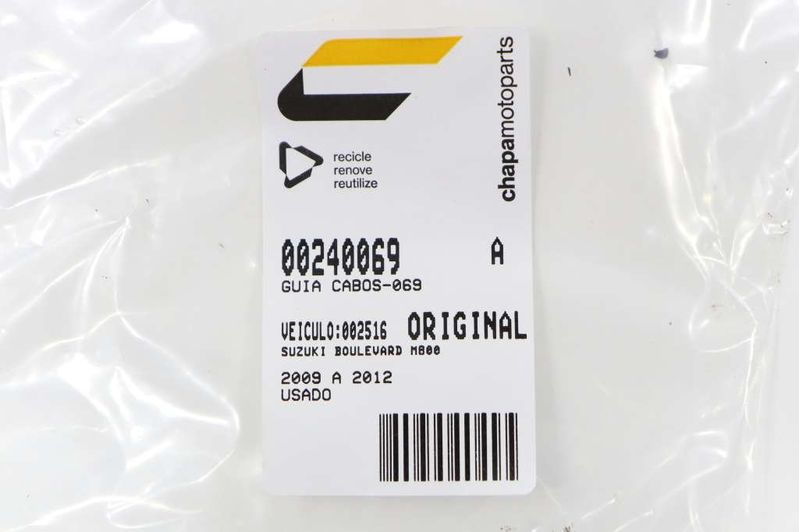 chapamotoparts
recicle
renove
reutilize
00240069 A
GUIA CABOS-069
VEICULO:002516 ORIGINAL
SUZUKI BOULEVARD M800
2009 A 2012
USADO